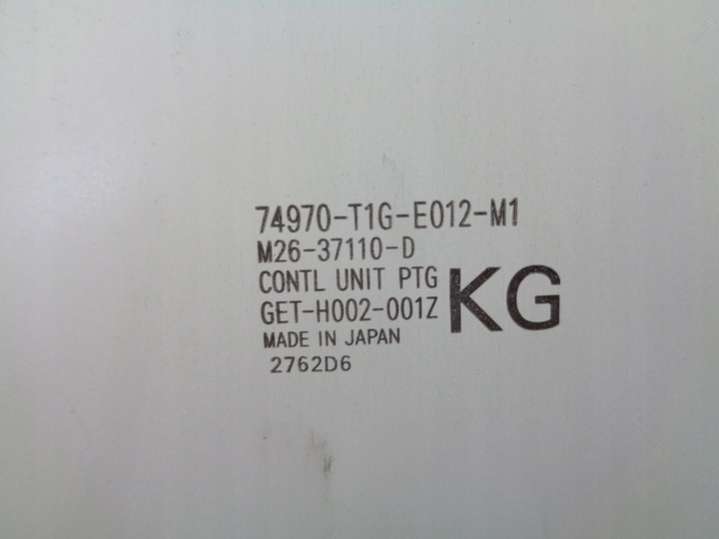 74970-T1G-E012-M1
M26-37110-D
CONTL UNIT PTG
GET-H002-001Z
KG
MADE IN JAPAN
2762D6